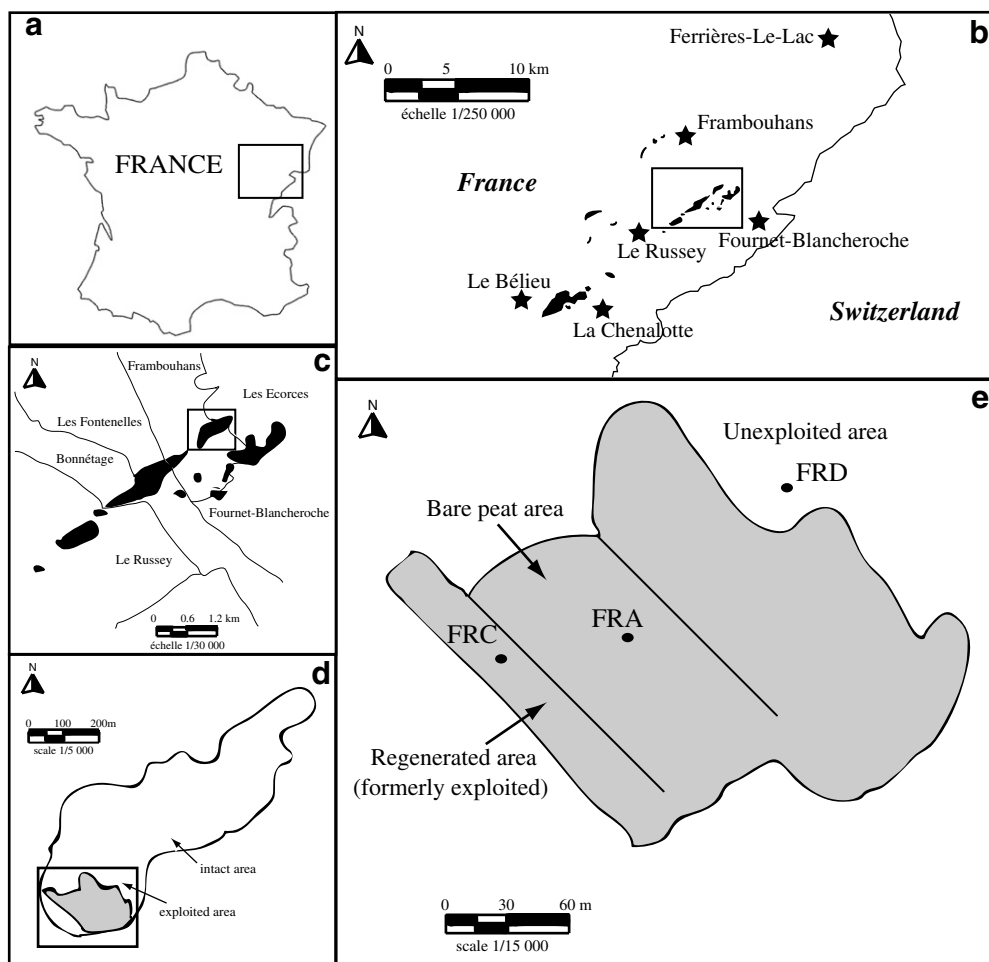 a
FRANCE
b
N
0 5 10 km
échelle 1/250 000
Ferrières-Le-Lac
Frambouhans
France
Le Russey
Fournet-Blancheroche
Le Bélieu
La Chenalotte
Switzerland
c
N
Frambouhans
Les Ecorces
Les Fontenelles
Bonnétage
Fournet-Blancheroche
Le Russey
0 0.6 1.2 km
échelle 1/30 000
d
N
0 100 200m
scale 1/5 000
intact area
exploited area
e
N
Unexploited area
FRD
Bare peat area
FRA
FRC
Regenerated area
(formerly exploited)
0 30 60 m
scale 1/15 000